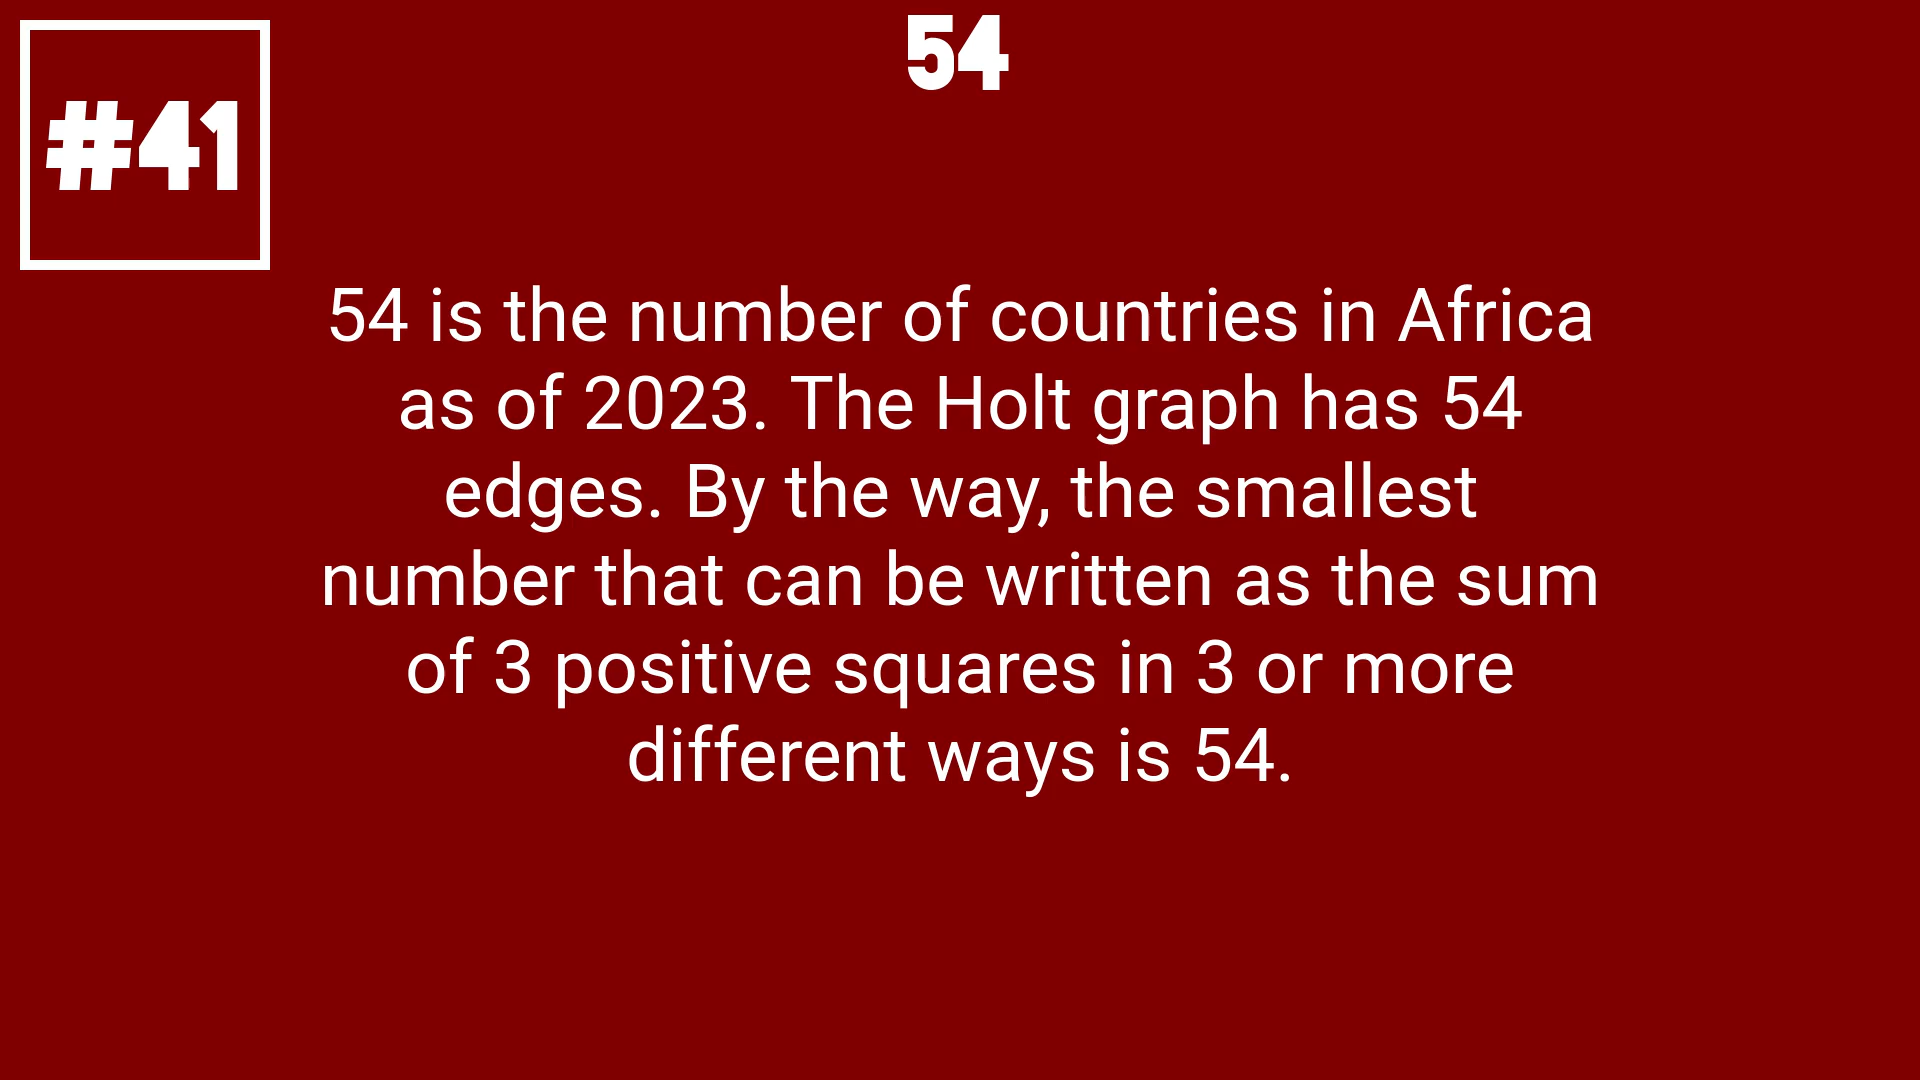 #41
54
54 is the number of countries in Africa
as of 2023. The Holt graph has 54
edges. By the way, the smallest
number that can be written as the sum
of 3 positive squares in 3 or more
different ways is 54.